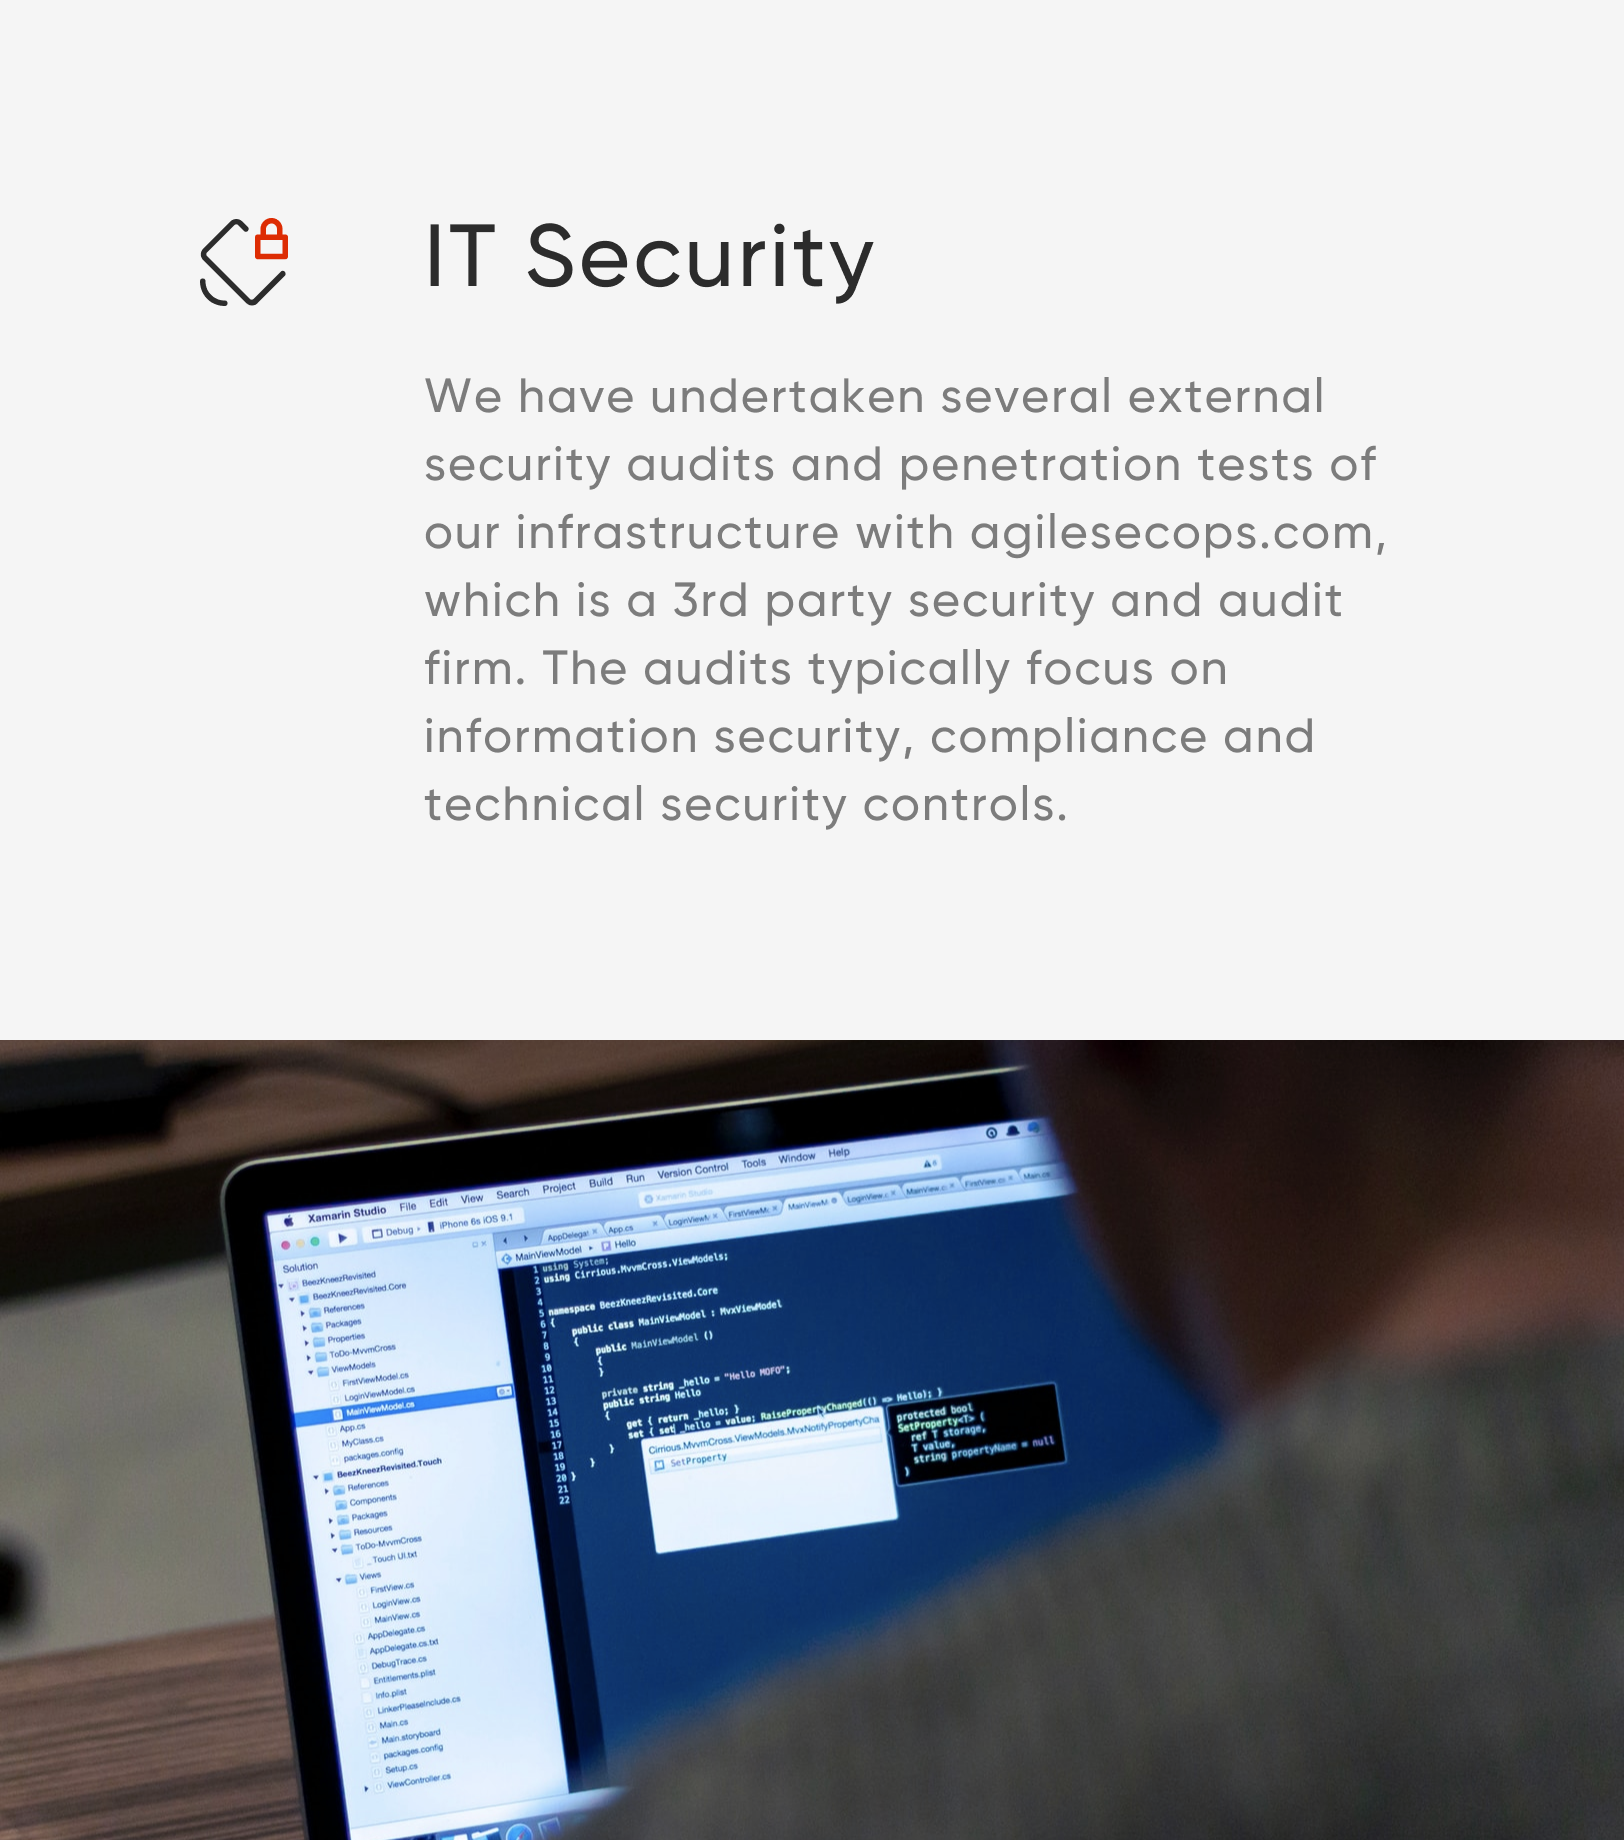 IT Security
We have undertaken several external
security audits and penetration tests of
our infrastructure with agilesecops.com,
which is a 3rd party security and audit
firm. The audits typically focus on
information security, compliance and
technical security controls.
Xamarin Studio File Edit View Search Project Build Run Version Control Tools Window Help
Debug iPhone 6s iOS 9.1
Xamarin Studio
App.cs Main.cs
MainViewModel Hello
Solution
BeezKneezRevisited
BeezKneezRevisited.Core
References
Packages
Properties
ToDo-MvvmCross
ViewModels
FirstViewModel.cs
LoginViewModel.cs
MainViewModel.cs
App.cs
MyClass.cs
packages.config
BeezKneezRevisited.Touch
References
Components
Packages
Resources
ToDo-MvvmCross
_ Touch UI.txt
Views
FirstView.cs
LoginView.cs
MainView.cs
AppDelegate.cs
AppDelegate.cs.txt
DebugTrace.cs
Entitlements.plist
Info.plist
LinkerPleaseInclude.cs
Main.cs
Main.storyboard
packages.config
Setup.cs
ViewController.cs
1 using System;
2 using Cirrious.MvvmCross.ViewModels;
3
4
5 namespace BeezKneezRevisited.Core
6 {
7 public class MainViewModel : MvxViewModel
8 {
9 public MainViewModel ()
10 {
11 }
12
13 private string _hello = "Hello MOFO";
14 public string Hello
15 {
16 get { return _hello; }
17 set { set _hello = value; RaisePropertyChanged(() => Hello); }
18 }
19 }
20 }
21
22
Cirrious.MvvmCross.ViewModels.MvxNotifyPropertyCha
SetProperty
protected bool
SetProperty<T> (
ref T storage,
T value,
string propertyName = null
)